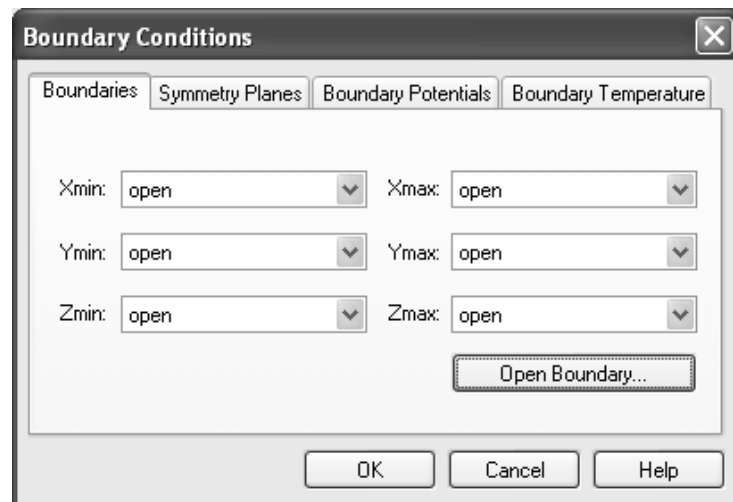 Boundary Conditions
Boundaries Symmetry Planes Boundary Potentials Boundary Temperature
Xmin: open Xmax: open
Ymin: open Ymax: open
Zmin: open Zmax: open
Open Boundary...
OK Cancel Help